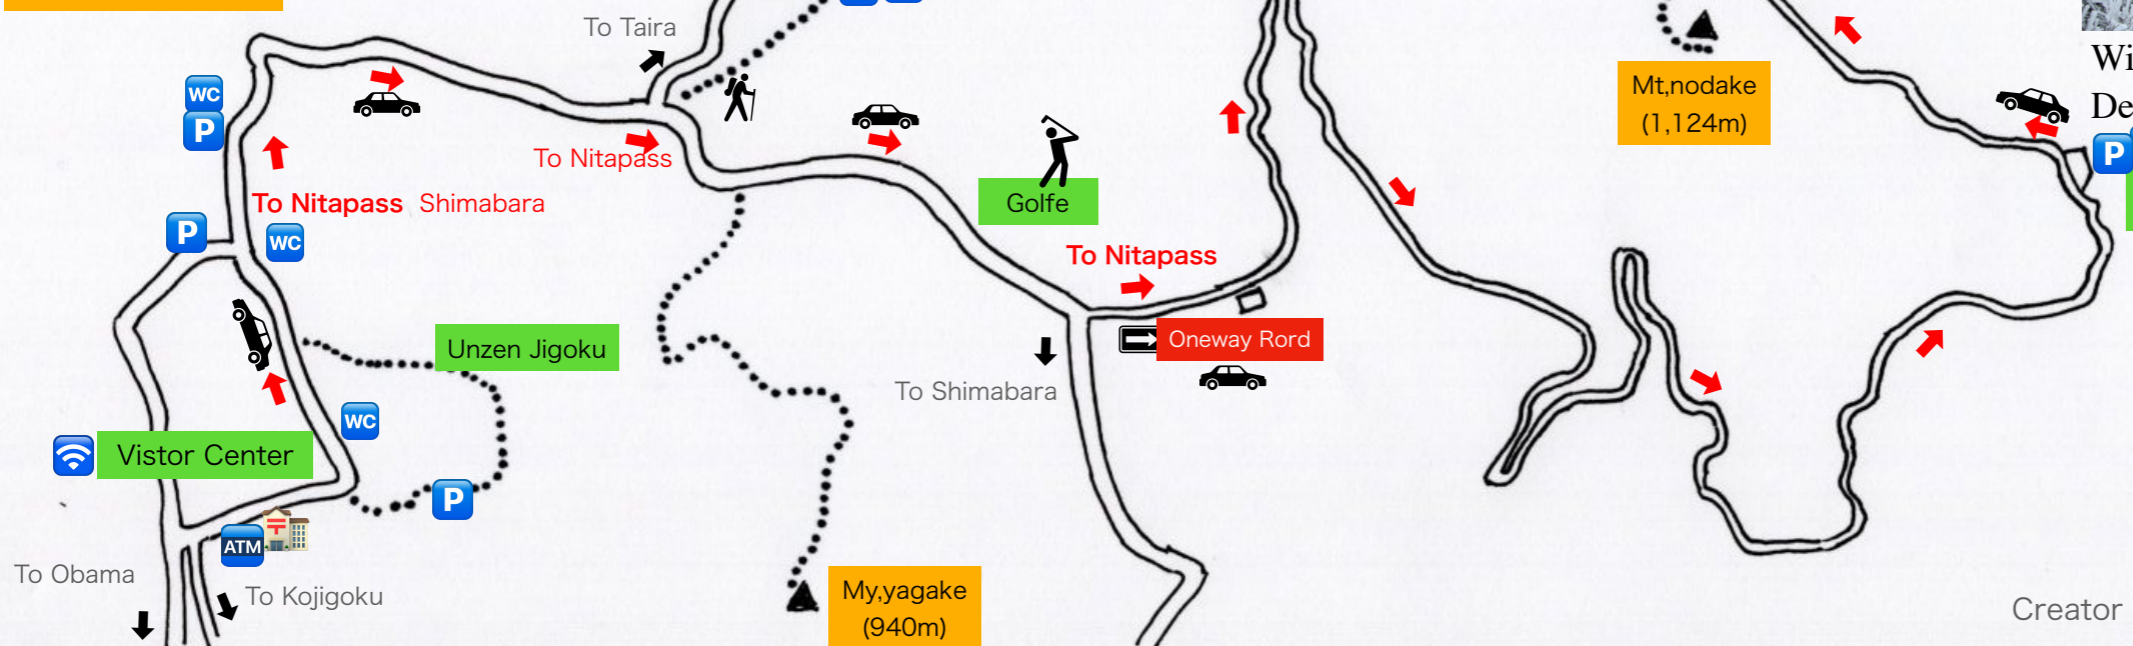 To Taira
WC
P
To Nitapass
To Nitapass Shimabara
P
WC
Golfe
To Nitapass
Mt,nodake
(1,124m)
Wi
De
P
Unzen Jigoku
Oneway Rord
To Shimabara
WC
Vistor Center
P
ATM
To Obama
To Kojigoku
My,yagake
(940m)
Creator